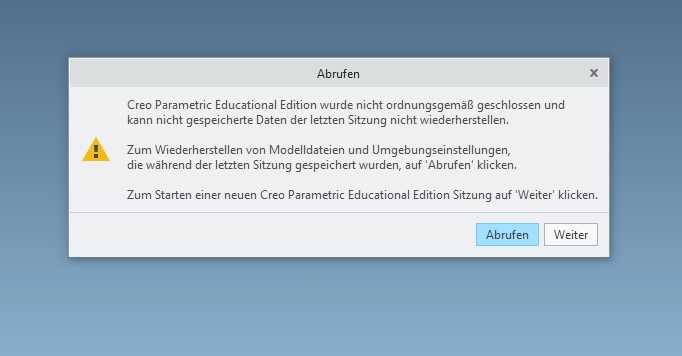 Abrufen
Creo Parametric Educational Edition wurde nicht ordnungsgemäß geschlossen und
kann nicht gespeicherte Daten der letzten Sitzung nicht wiederherstellen.
Zum Wiederherstellen von Modelldateien und Umgebungseinstellungen,
die während der letzten Sitzung gespeichert wurden, auf 'Abrufen' klicken.
Zum Starten einer neuen Creo Parametric Educational Edition Sitzung auf 'Weiter' klicken.
Abrufen Weiter